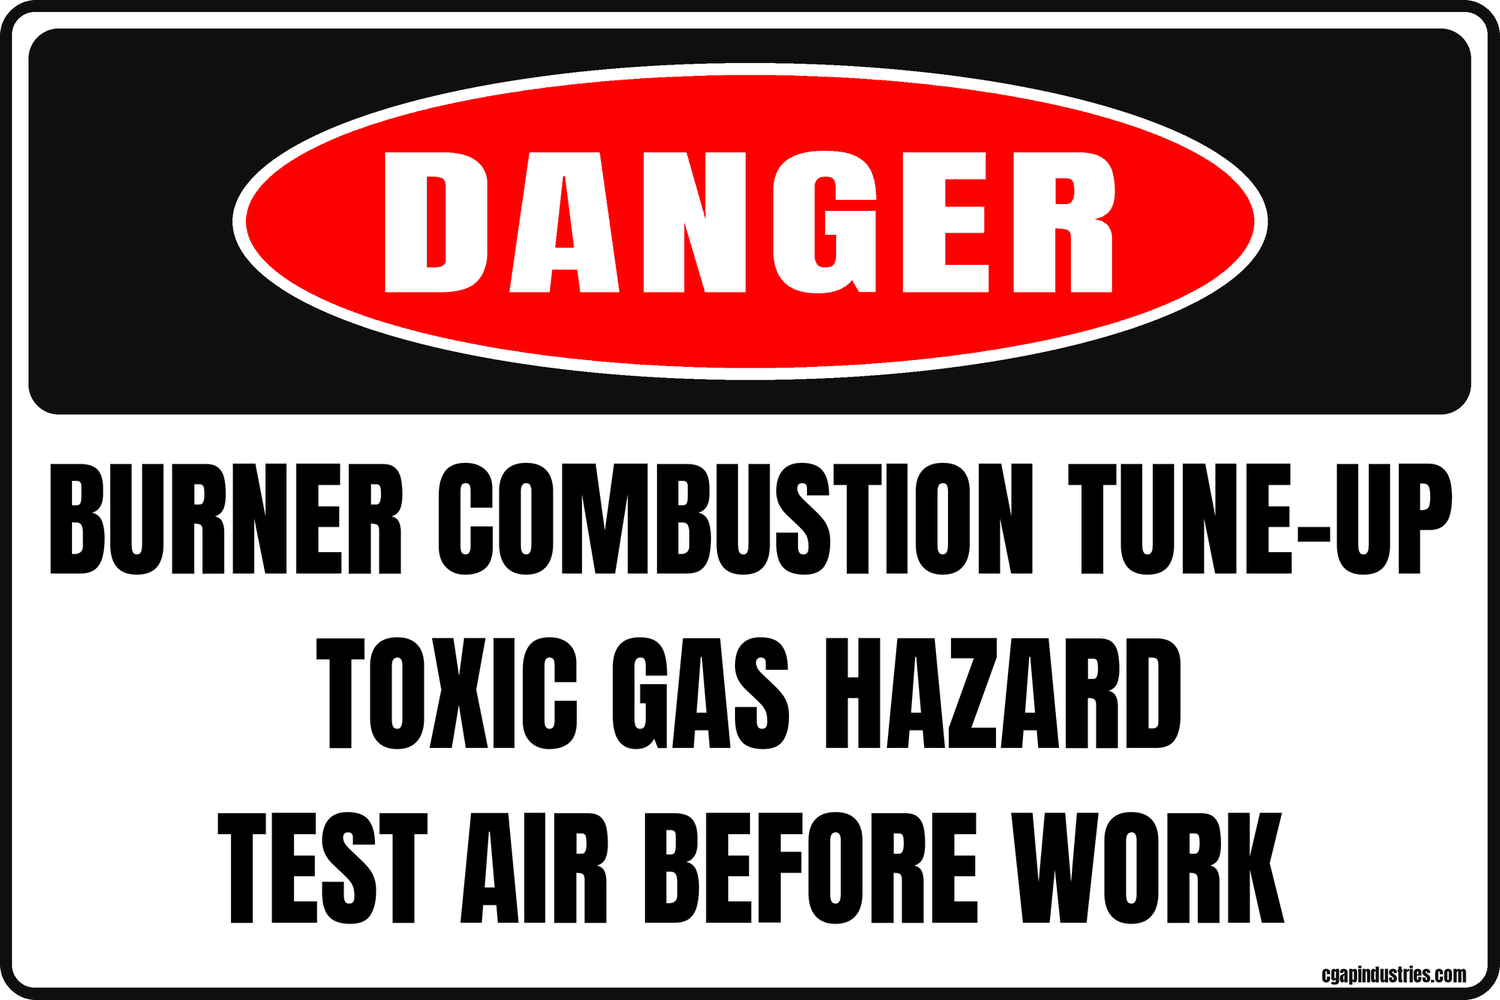 DANGER
BURNER COMBUSTION TUNE-UP
TOXIC GAS HAZARD
TEST AIR BEFORE WORK
cgapindustries.com